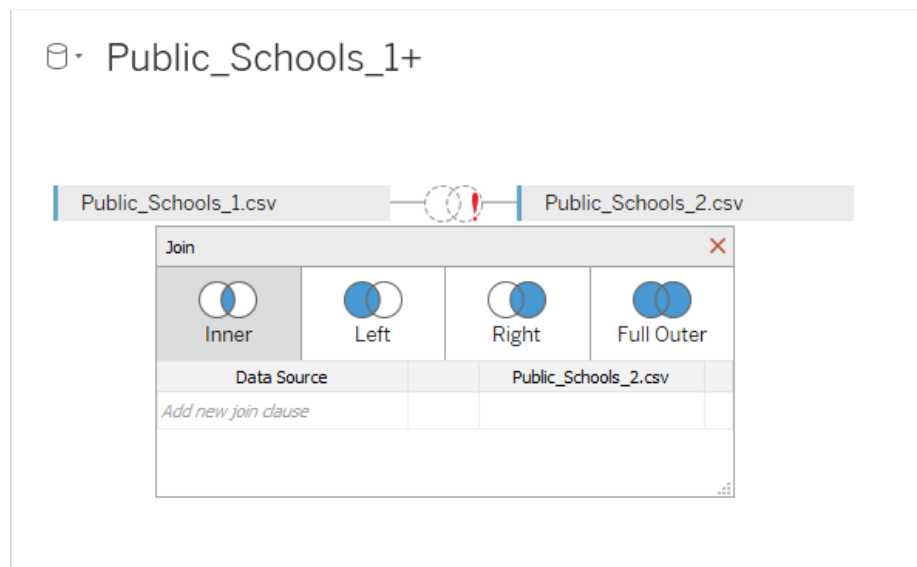 Public_Schools_1+
Public_Schools_1.csv
Public_Schools_2.csv
Join
Inner
Left
Right
Full Outer
Data Source
Public_Schools_2.csv
Add new join clause